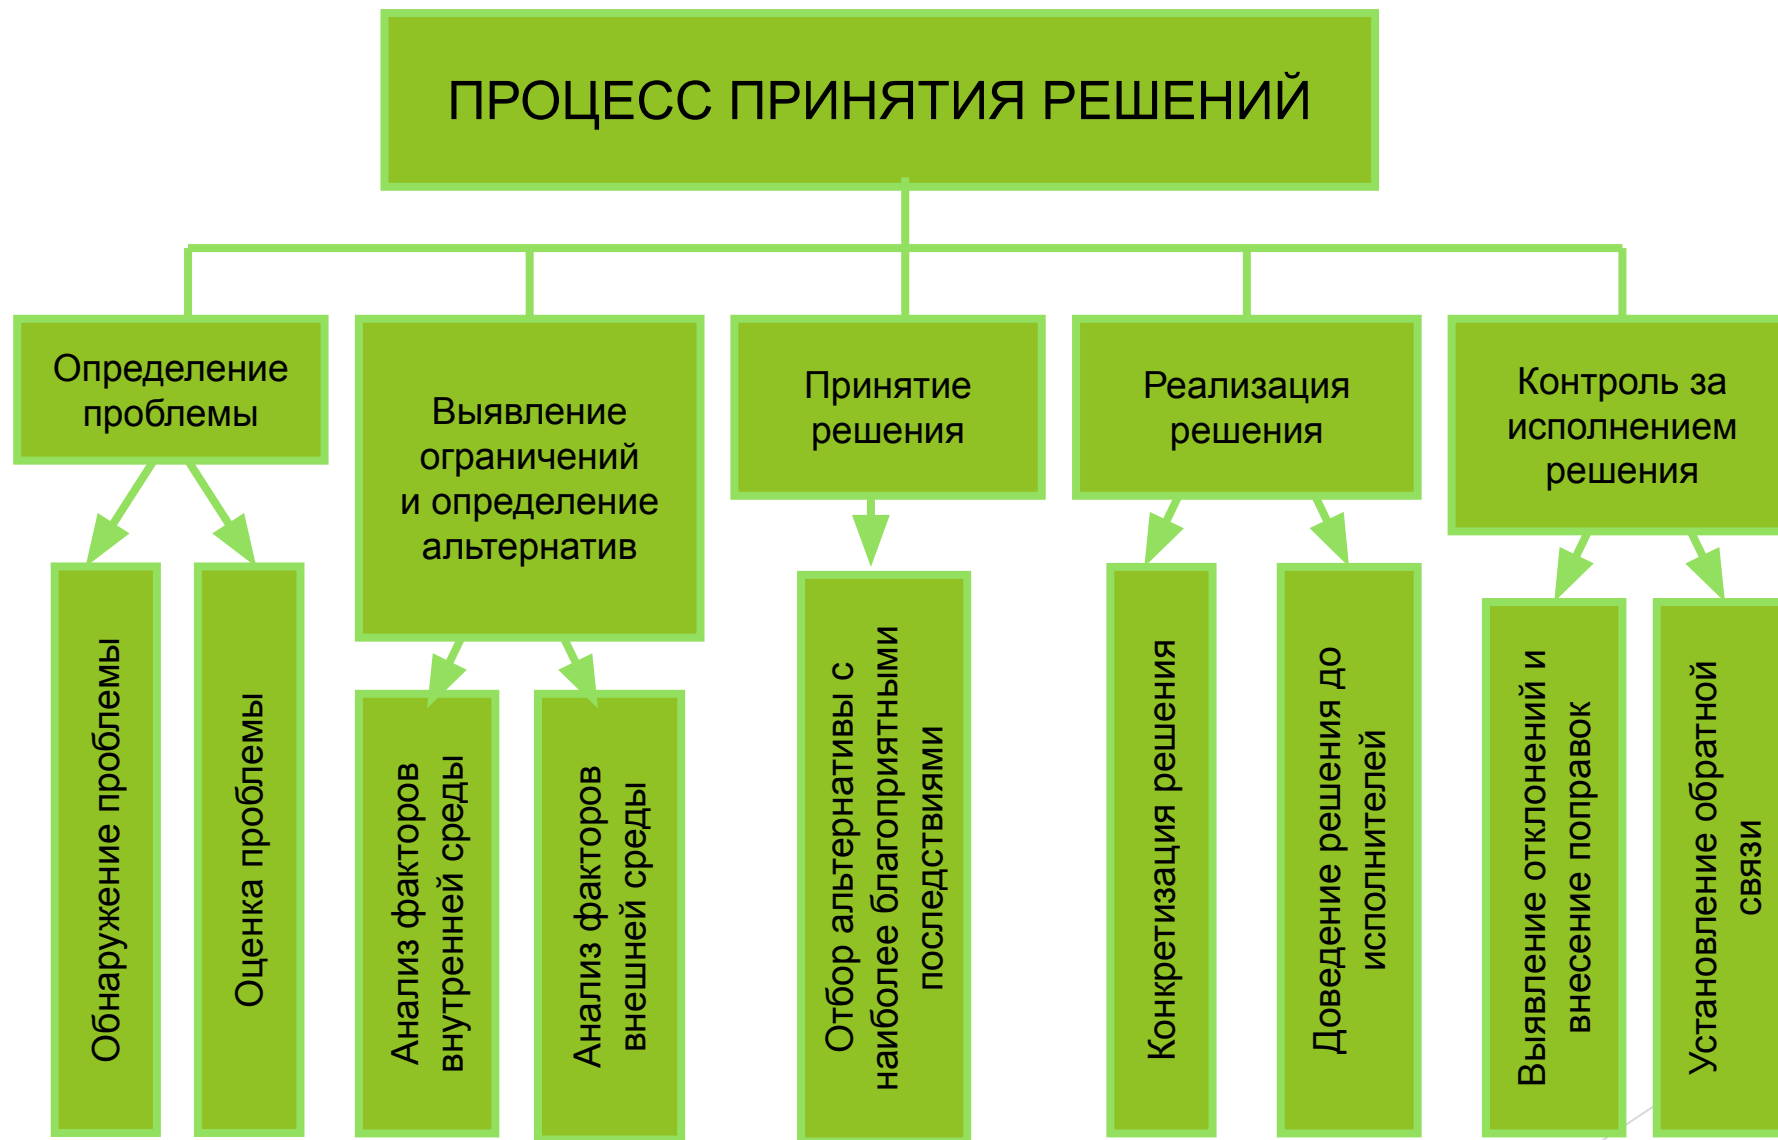 ПРОЦЕСС ПРИНЯТИЯ РЕШЕНИЙ
Определение
проблемы
Выявление
ограничений
и определение
альтернатив
Принятие
решения
Реализация
решения
Контроль за
исполнением
решения
Обнаружение проблемы
Оценка проблемы
Анализ факторов
внутренней среды
Анализ факторов
внешней среды
Отбор альтернативы с
наиболее благоприятными
последствиями
Конкретизация решения
Доведение решения до
исполнителей
Выявление отклонений и
внесение поправок
Установление обратной
связи